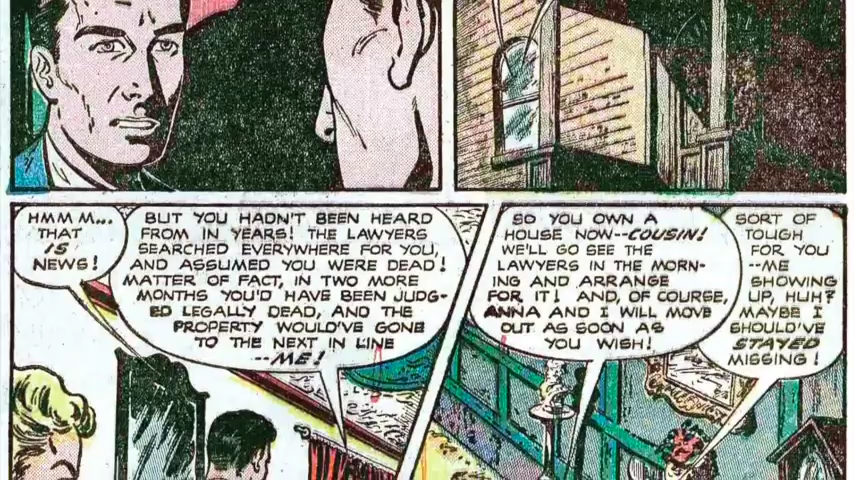 HMM M...
THAT
IS
NEWS!
BUT YOU HADN'T BEEN HEARD
FROM IN YEARS! THE LAWYERS
SEARCHED EVERYWHERE FOR YOU,
AND ASSUMED YOU WERE DEAD!
MATTER OF FACT, IN TWO MORE
MONTHS YOU'D HAVE BEEN JUDG-
ED LEGALLY DEAD, AND THE
PROPERTY WOULD'VE GONE
TO THE NEXT IN LINE
--ME!
SO YOU OWN A
HOUSE NOW--COUSIN!
WE'LL GO SEE THE
LAWYERS IN THE MORN-
ING AND ARRANGE
FOR IT! AND, OF COURSE,
ANNA AND I WILL MOVE
OUT AS SOON AS
YOU WISH!
SORT OF
TOUGH
FOR YOU
--ME
SHOWING
UP, HUH?
MAYBE I
SHOULD'VE
STAYED
MISSING!